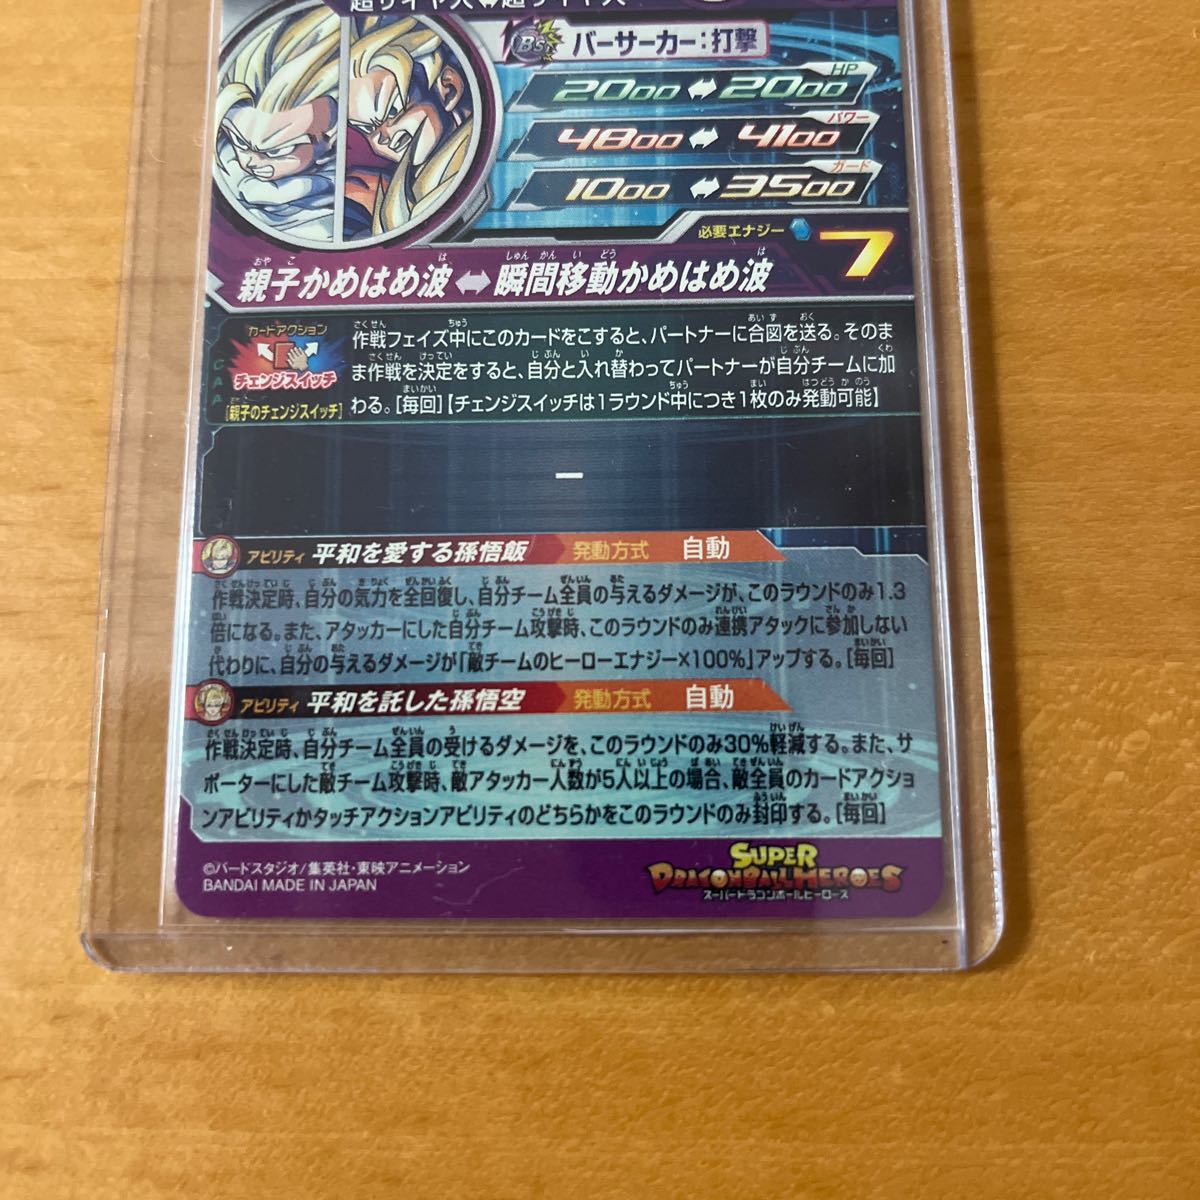 超サイヤ人⇔超サイヤ人
BS バーサーカー：打撃
HP
2000 ⇔ 2000
パワー
4800 ⇔ 4100
ガード
1000 ⇔ 3500
必要エナジー 7
親子かめはめ波⇔瞬間移動かめはめ波
カードアクション
チェンジスイッチ
[親子のチェンジスイッチ]
CAA
作戦フェイズ中にこのカードをこすると、パートナーに合図を送る。そのま
ま作戦を決定をすると、自分と入れ替わってパートナーが自分チームに加
わる。[毎回]【チェンジスイッチは1ラウンド中につき1枚のみ発動可能】
ー
アビリティ 平和を愛する孫悟飯 発動方式 自動
作戦決定時、自分の気力を全回復し、自分チーム全員の与えるダメージが、このラウンドのみ1.3
倍になる。また、アタッカーにした自分チーム攻撃時、このラウンドのみ連携アタックに参加しない
代わりに、自分の与えるダメージが「敵チームのヒーローエナジー×100%」アップする。[毎回]
アビリティ 平和を託した孫悟空 発動方式 自動
作戦決定時、自分チーム全員の受けるダメージを、このラウンドのみ30%軽減する。また、サ
ポーターにした敵チーム攻撃時、敵アタッカー人数が5人以上の場合、敵全員のカードアクショ
ンアビリティかタッチアクションアビリティのどちらかをこのラウンドのみ封印する。[毎回]
©バードスタジオ/集英社・東映アニメーション
BANDAI MADE IN JAPAN
SUPER
DRAGONBALL HEROES
スーパードラゴンボールヒーローズ